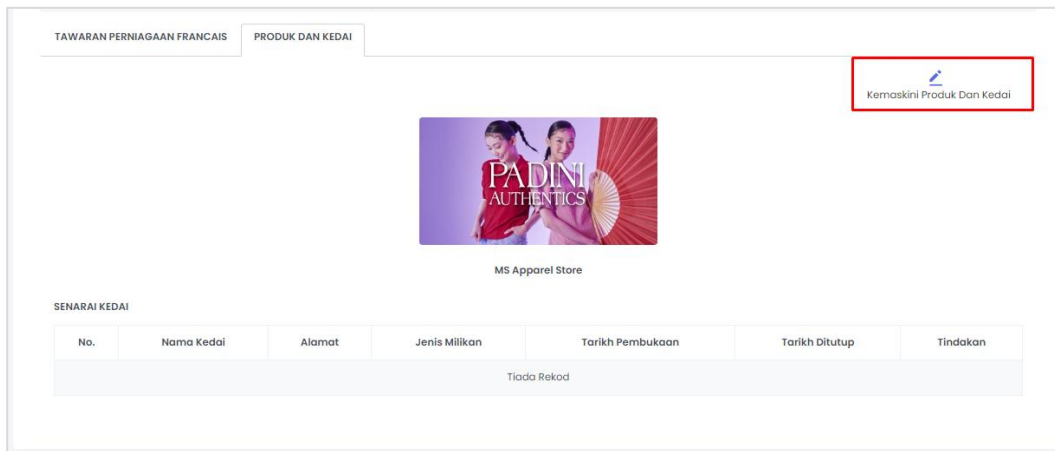 TAWARAN PERNIAGAAN FRANCAIS PRODUK DAN KEDAI
Kemaskini Produk Dan Kedai
PADINI
AUTHENTICS
MS Apparel Store
SENARAI KEDAI
No. Nama Kedai Alamat Jenis Milikan Tarikh Pembukaan Tarikh Ditutup Tindakan
Tiada Rekod